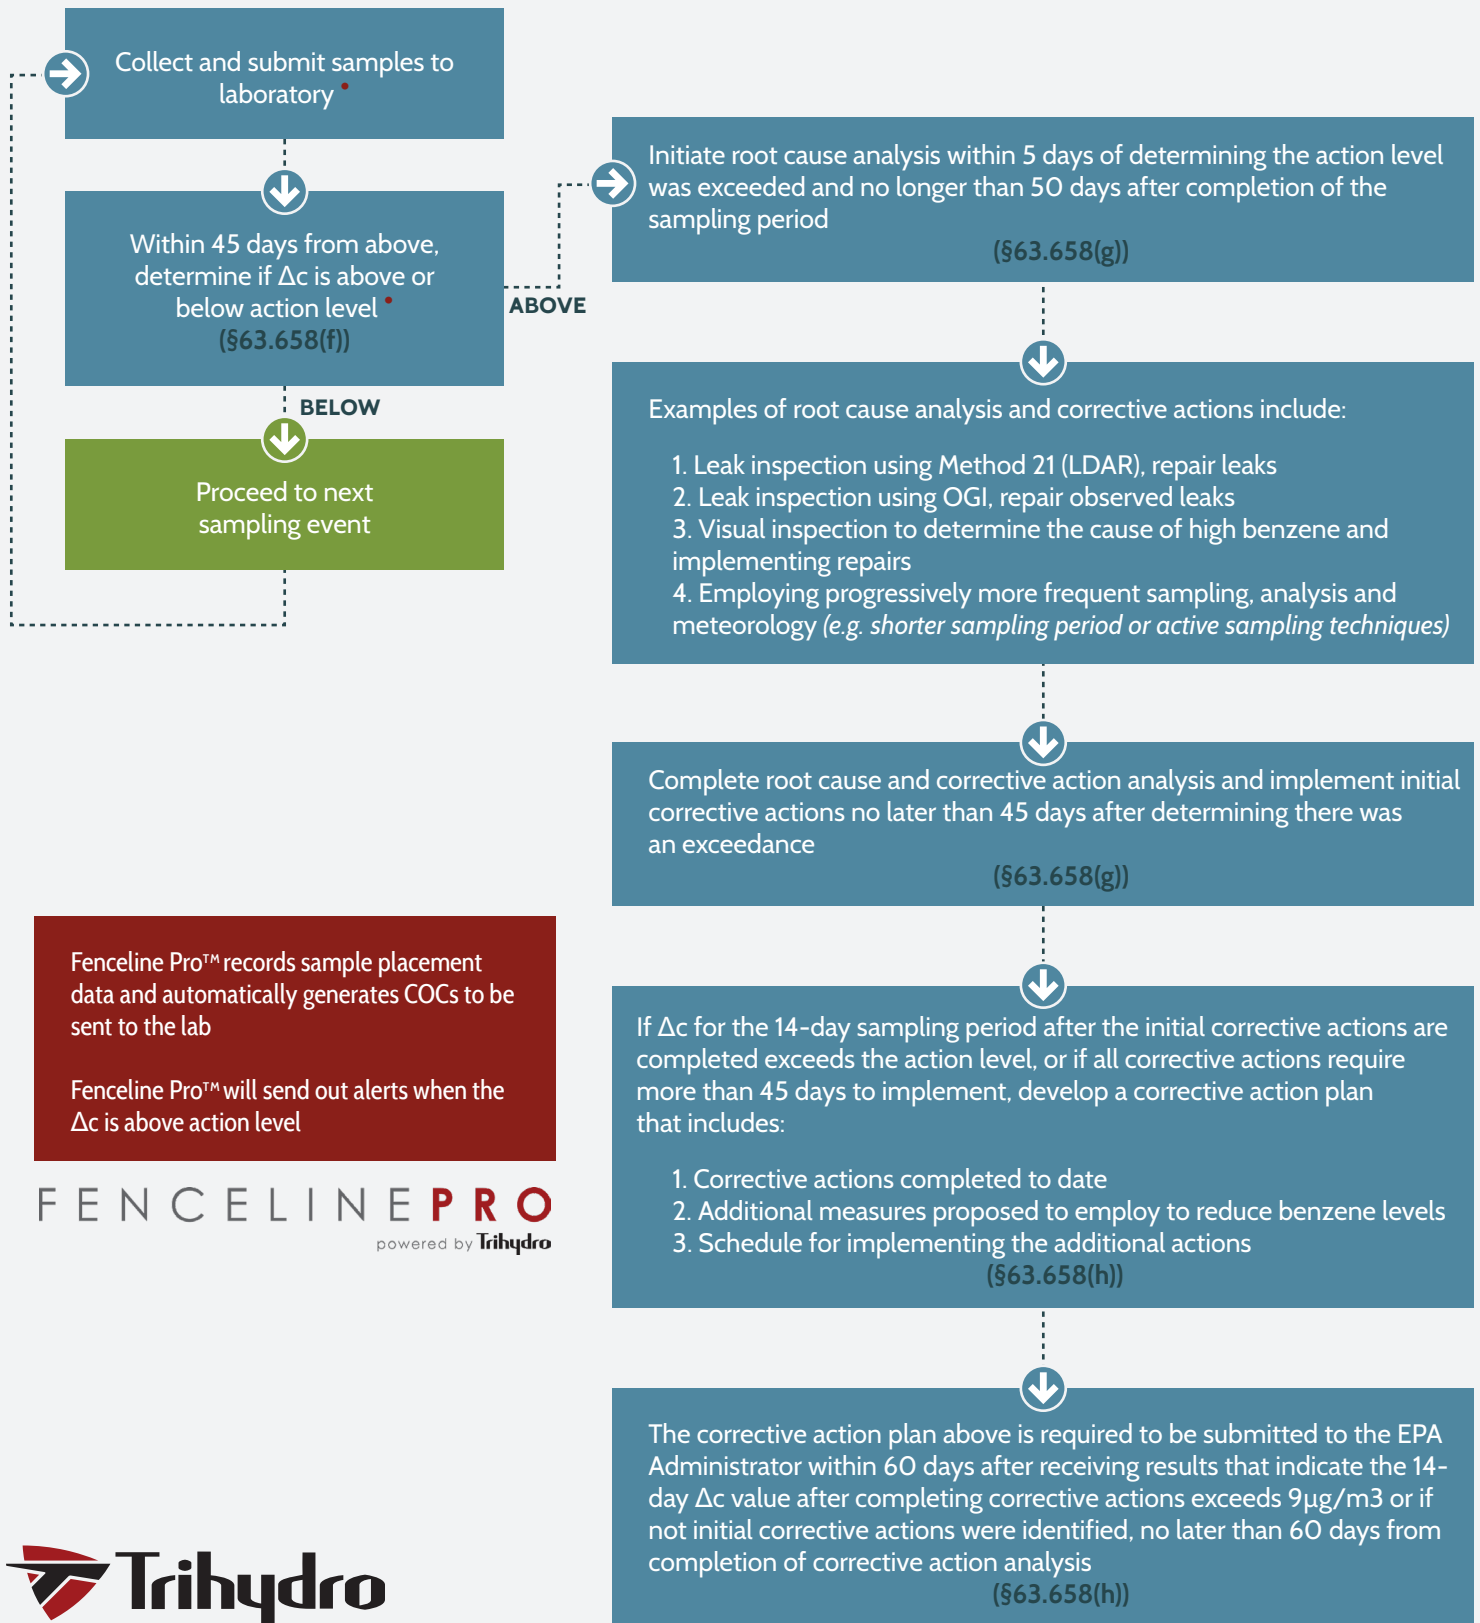 Collect and submit samples to
laboratory •
Within 45 days from above,
determine if Δc is above or
below action level •
(§63.658(f))
ABOVE
BELOW
Proceed to next
sampling event
Initiate root cause analysis within 5 days of determining the action level
was exceeded and no longer than 50 days after completion of the
sampling period
(§63.658(g))
Examples of root cause analysis and corrective actions include:
1. Leak inspection using Method 21 (LDAR), repair leaks
2. Leak inspection using OGI, repair observed leaks
3. Visual inspection to determine the cause of high benzene and
implementing repairs
4. Employing progressively more frequent sampling, analysis and
meteorology (e.g. shorter sampling period or active sampling techniques)
Complete root cause and corrective action analysis and implement initial
corrective actions no later than 45 days after determining there was
an exceedance
(§63.658(g))
If Δc for the 14-day sampling period after the initial corrective actions are
completed exceeds the action level, or if all corrective actions require
more than 45 days to implement, develop a corrective action plan
that includes:
1. Corrective actions completed to date
2. Additional measures proposed to employ to reduce benzene levels
3. Schedule for implementing the additional actions
(§63.658(h))
The corrective action plan above is required to be submitted to the EPA
Administrator within 60 days after receiving results that indicate the 14-
day Δc value after completing corrective actions exceeds 9µg/m3 or if
not initial corrective actions were identified, no later than 60 days from
completion of corrective action analysis
(§63.658(h))
Fenceline Pro™ records sample placement
data and automatically generates COCs to be
sent to the lab
Fenceline Pro™ will send out alerts when the
Δc is above action level
FENCELINEPRO
powered by Trihydro
Trihydro